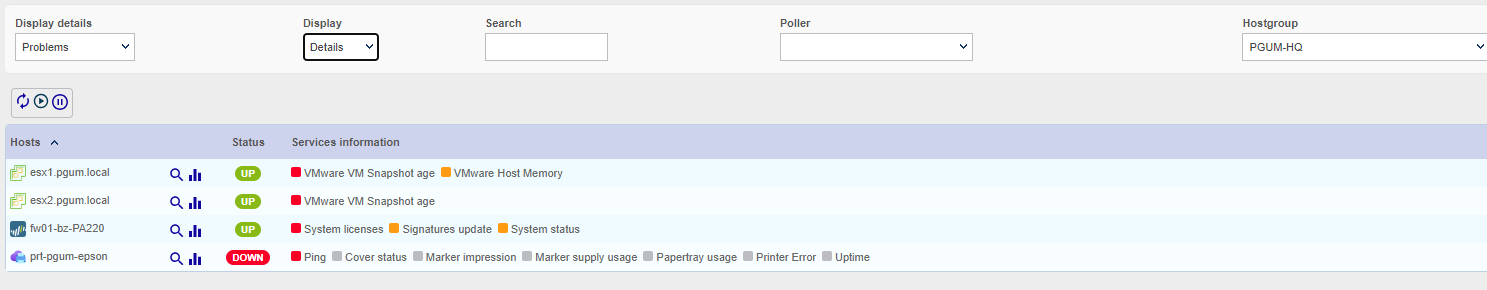 Display details Display Search Poller Hostgroup
Problems Details PGUM-HQ
Hosts Status Services information
esx1.pgum.local UP VMware VM Snapshot age VMware Host Memory
esx2.pgum.local UP VMware VM Snapshot age
fw01-bz-PA220 UP System licenses Signatures update System status
prt-pgum-epson DOWN Ping Cover status Marker impression Marker supply usage Papertray usage Printer Error Uptime